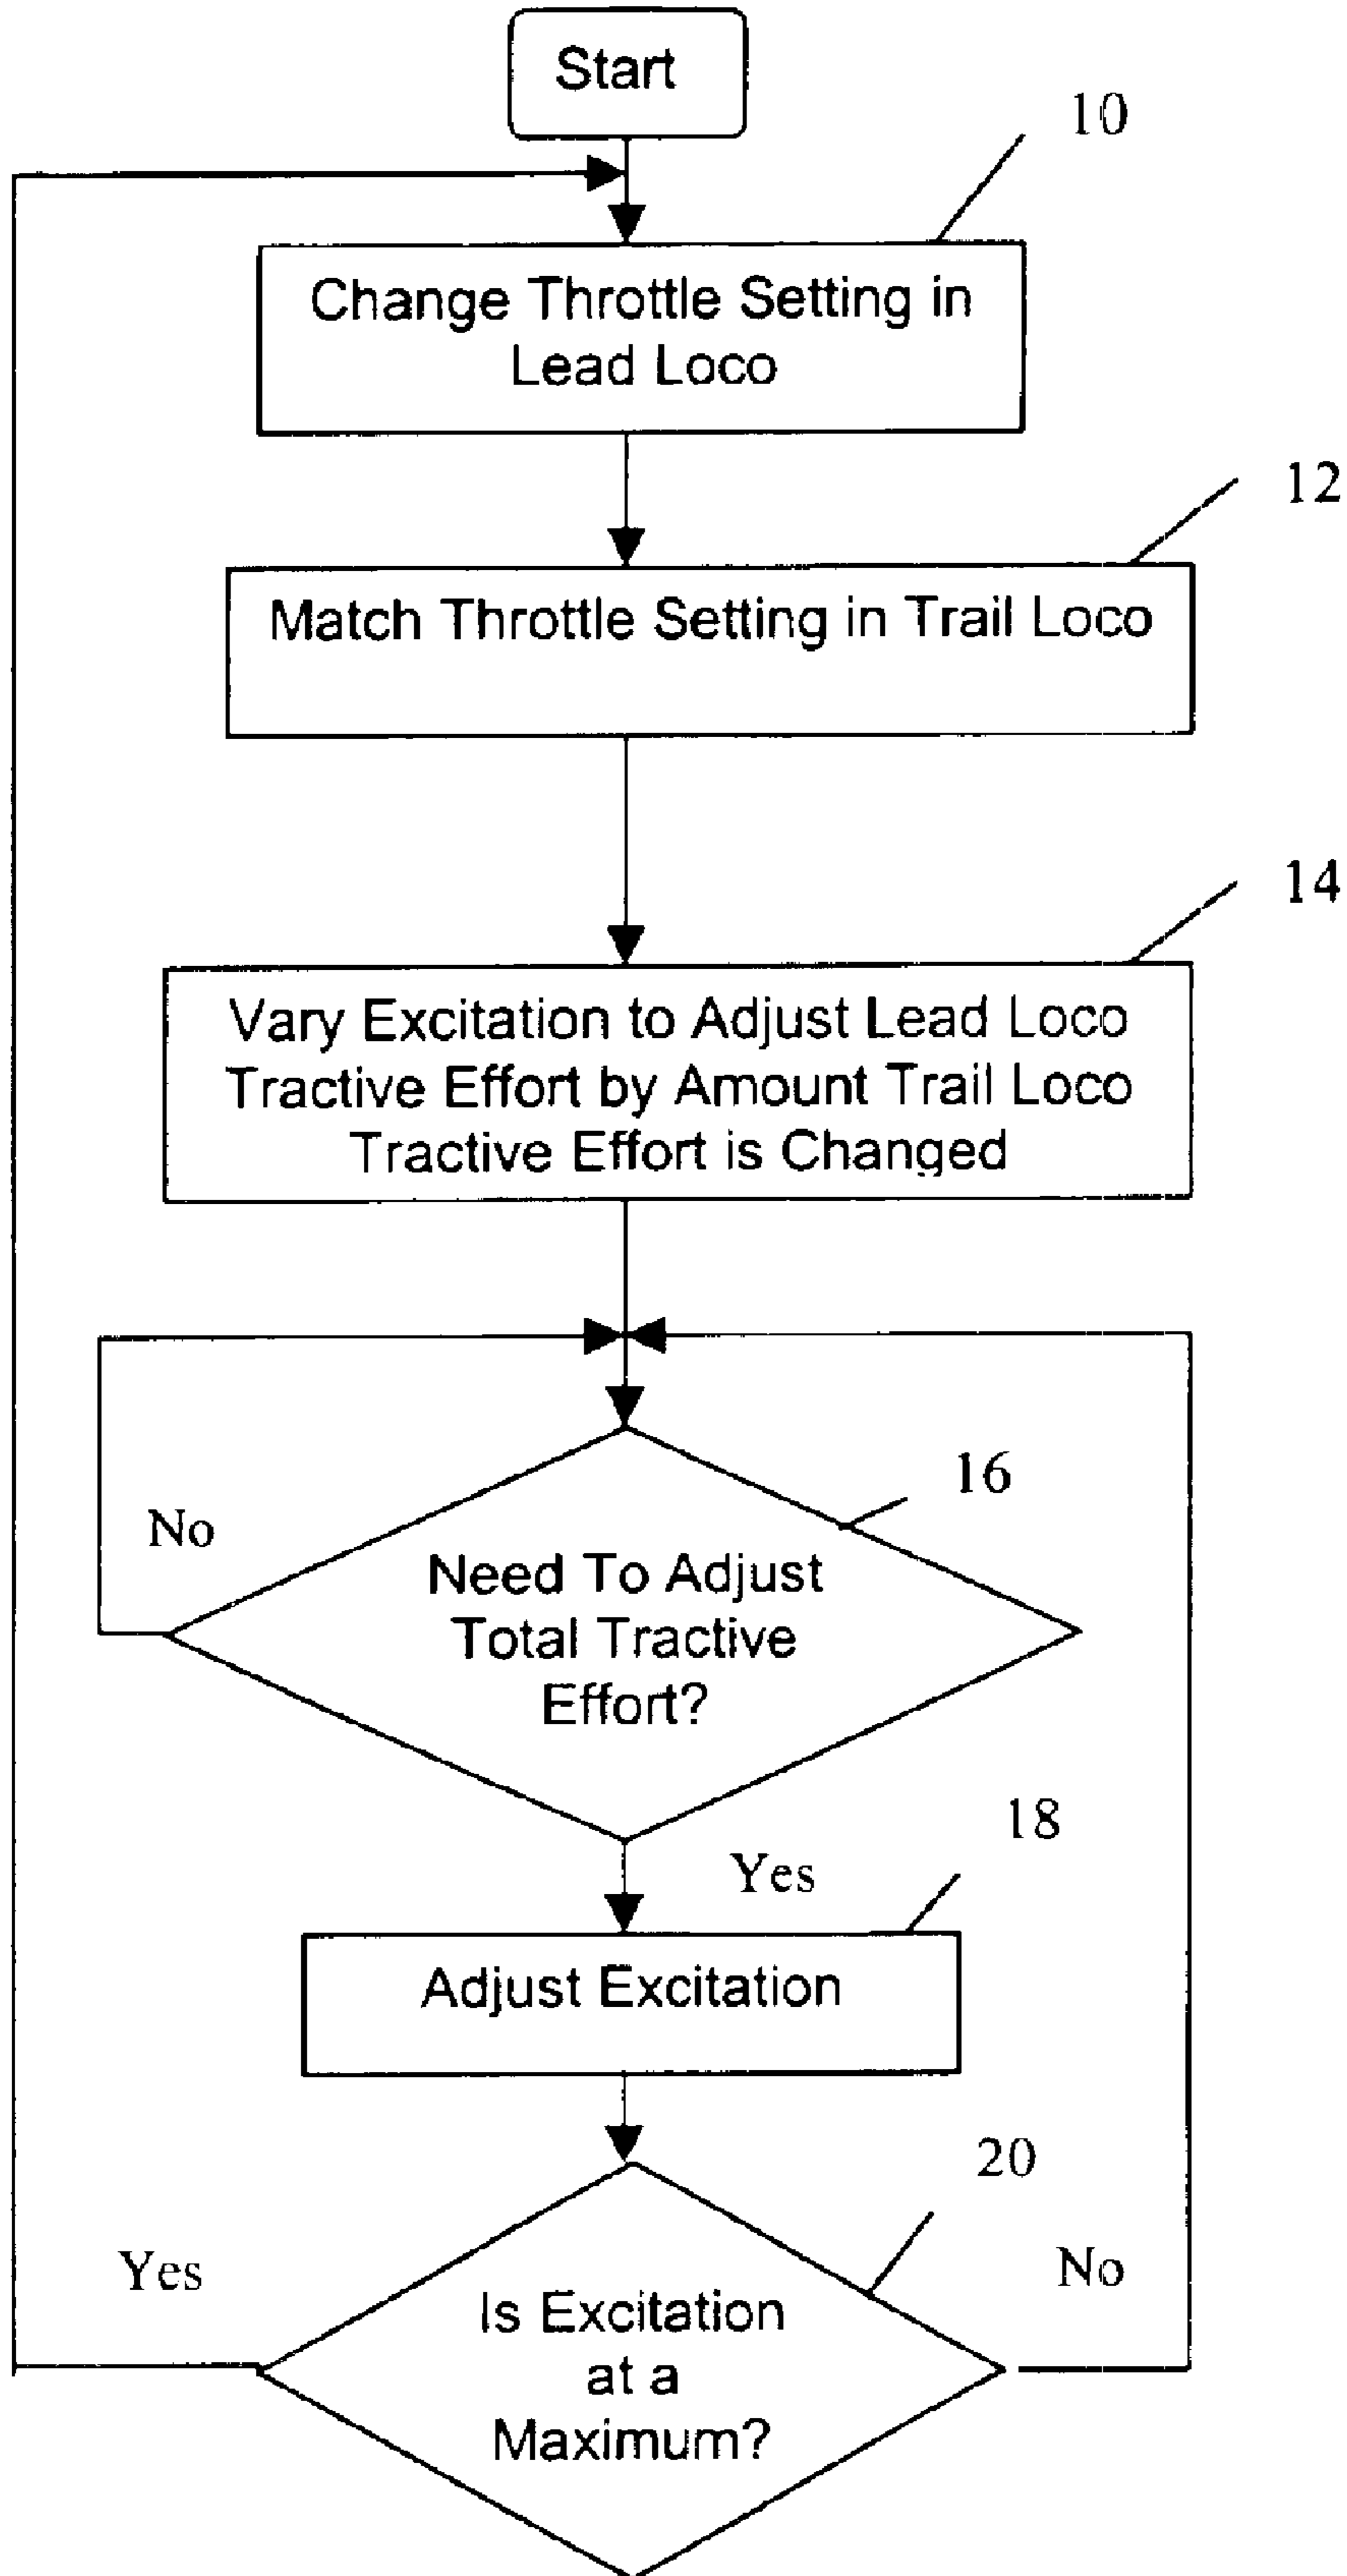 Start
10
Change Throttle Setting in
Lead Loco
12
Match Throttle Setting in Trail Loco
14
Vary Excitation to Adjust Lead Loco
Tractive Effort by Amount Trail Loco
Tractive Effort is Changed
16
No
Need To Adjust
Total Tractive
Effort?
18
Yes
Adjust Excitation
20
Yes
No
Is Excitation
at a
Maximum?